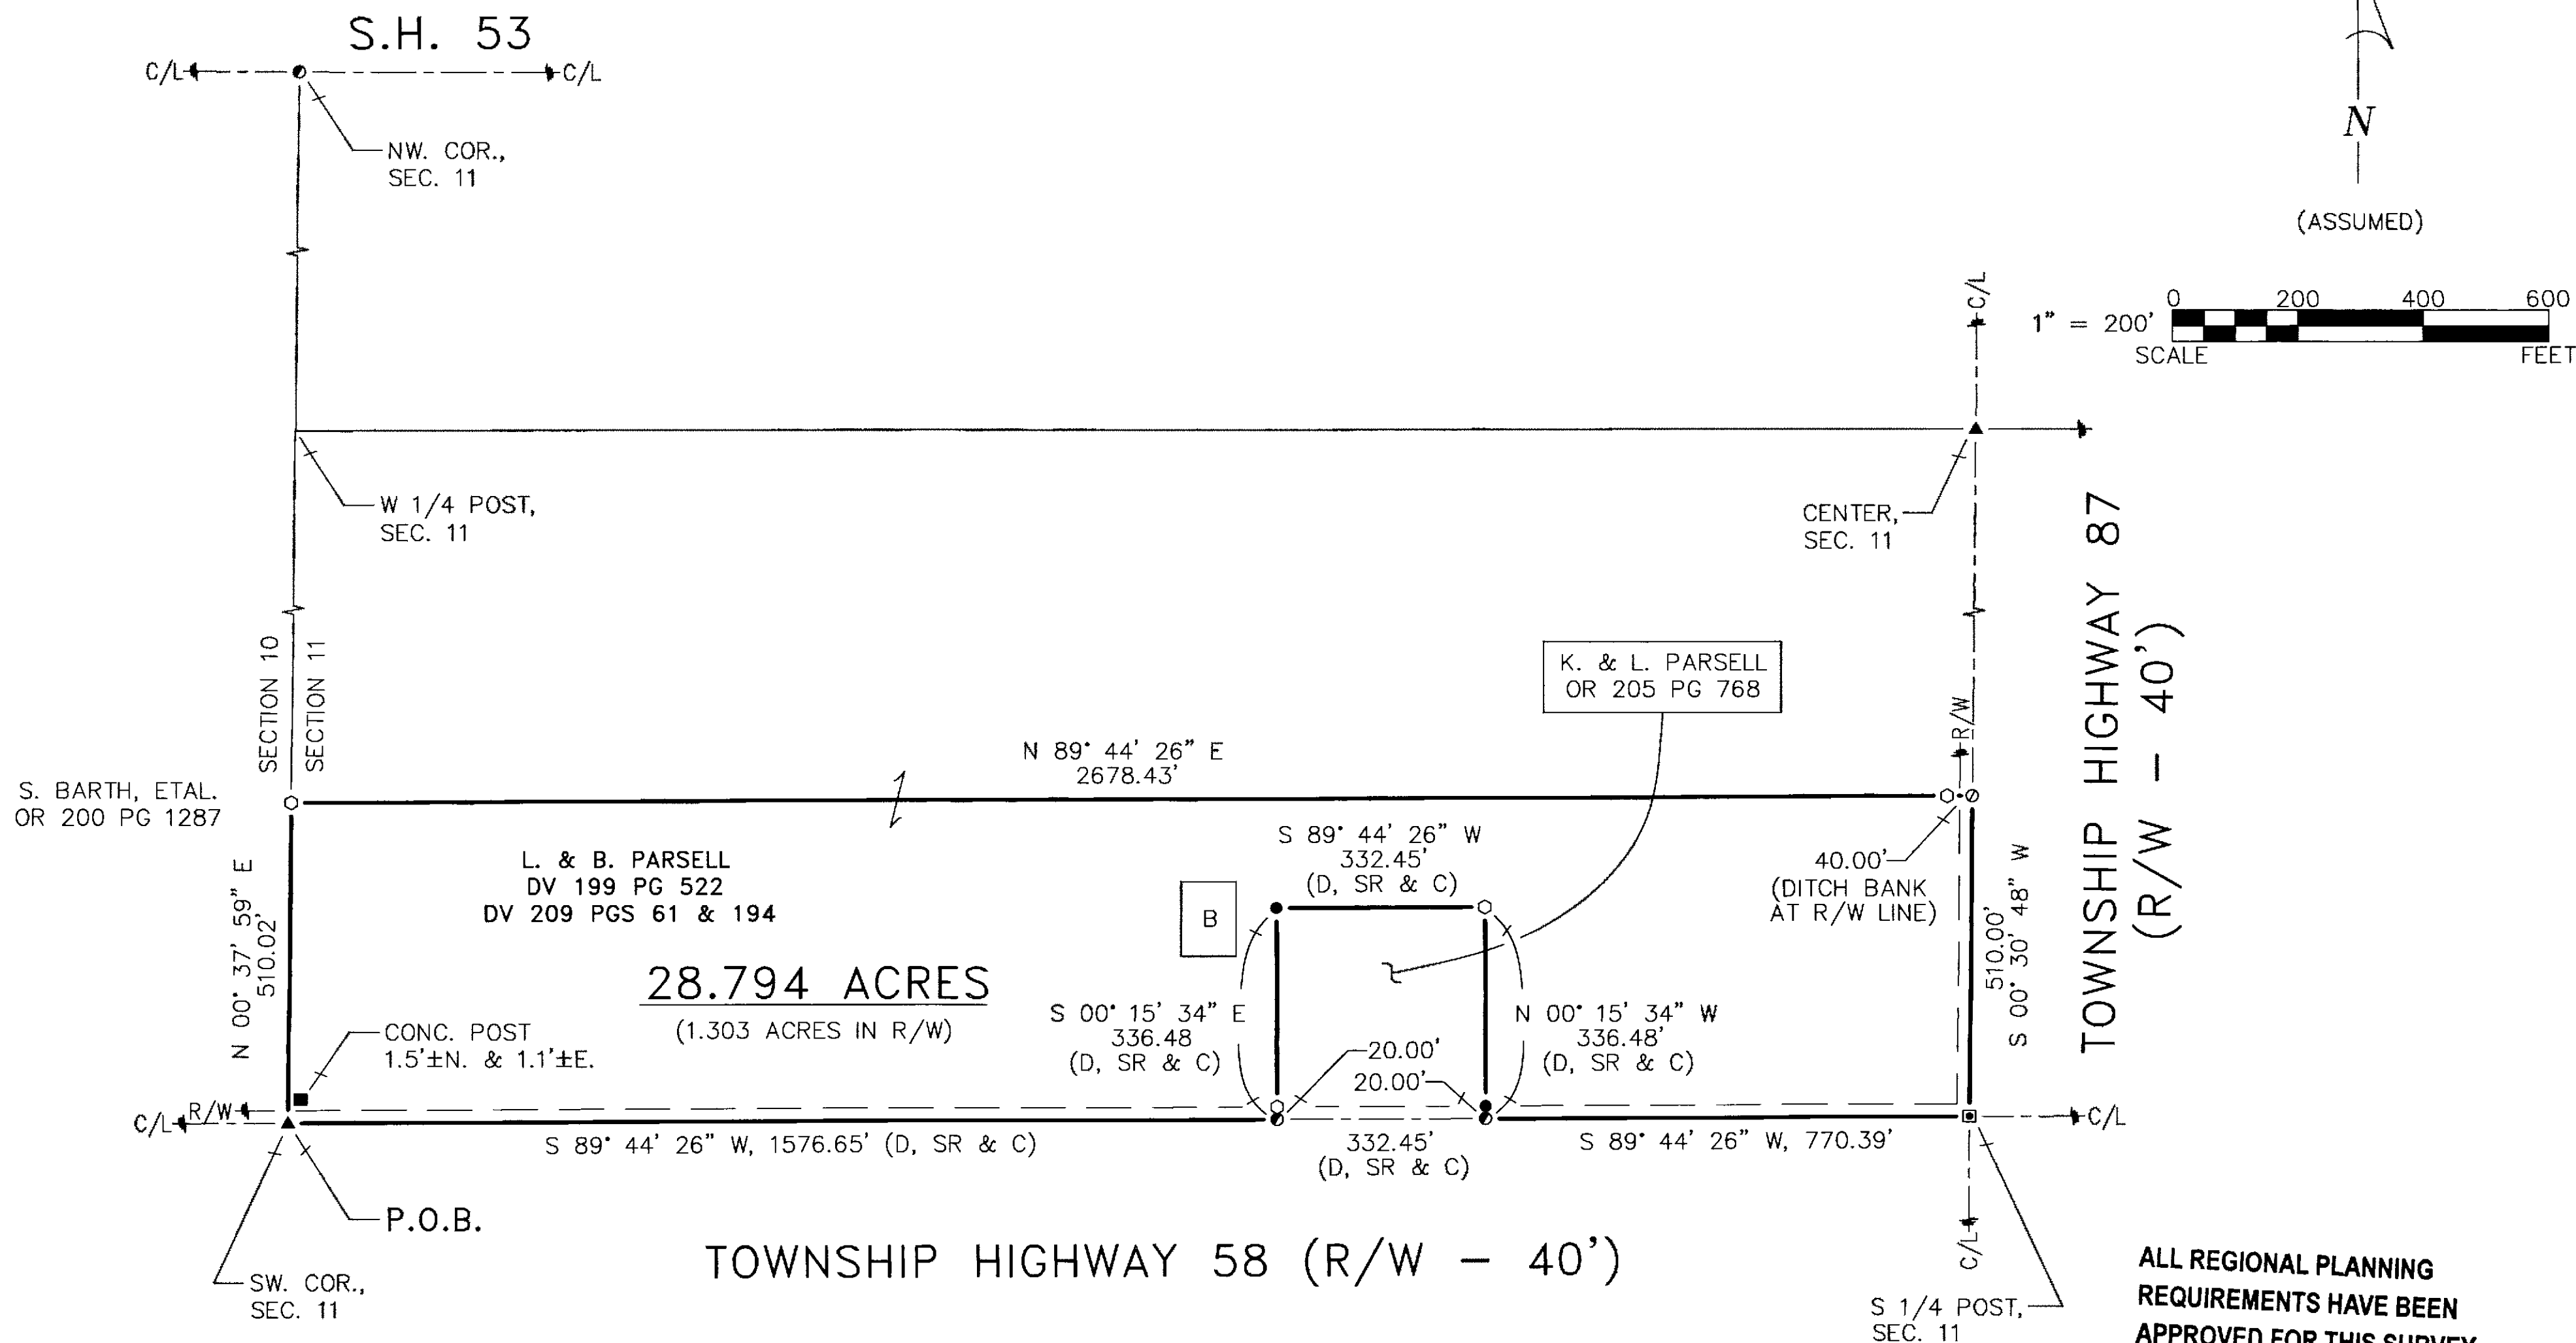 S.H. 53
C/L
C/L
NW. COR.,
SEC. 11
N
(ASSUMED)
C/L
0 200 400 600
1" = 200'
SCALE FEET
W 1/4 POST,
SEC. 11
CENTER,
SEC. 11
TOWNSHIP HIGHWAY 87
(R/W - 40')
SECTION 10
SECTION 11
K. & L. PARSELL
OR 205 PG 768
R/W
N 89° 44' 26" E
2678.43'
S. BARTH, ETAL.
OR 200 PG 1287
L. & B. PARSELL
DV 199 PG 522
DV 209 PGS 61 & 194
S 89° 44' 26" W
332.45'
(D, SR & C)
B
40.00'
(DITCH BANK
AT R/W LINE)
510.00'
S 00° 30' 48" W
N 00° 37' 59" E
510.02'
28.794 ACRES
(1.303 ACRES IN R/W)
S 00° 15' 34" E
336.48
(D, SR & C)
N 00° 15' 34" W
336.48'
(D, SR & C)
CONC. POST
1.5'±N. & 1.1'±E.
20.00'
20.00'
R/W
C/L
C/L
S 89° 44' 26" W, 1576.65' (D, SR & C)
332.45'
(D, SR & C)
S 89° 44' 26" W, 770.39'
P.O.B.
C/L
TOWNSHIP HIGHWAY 58 (R/W - 40')
SW. COR.,
SEC. 11
S 1/4 POST,
SEC. 11
ALL REGIONAL PLANNING
REQUIREMENTS HAVE BEEN
APPROVED FOR THIS SURVEY